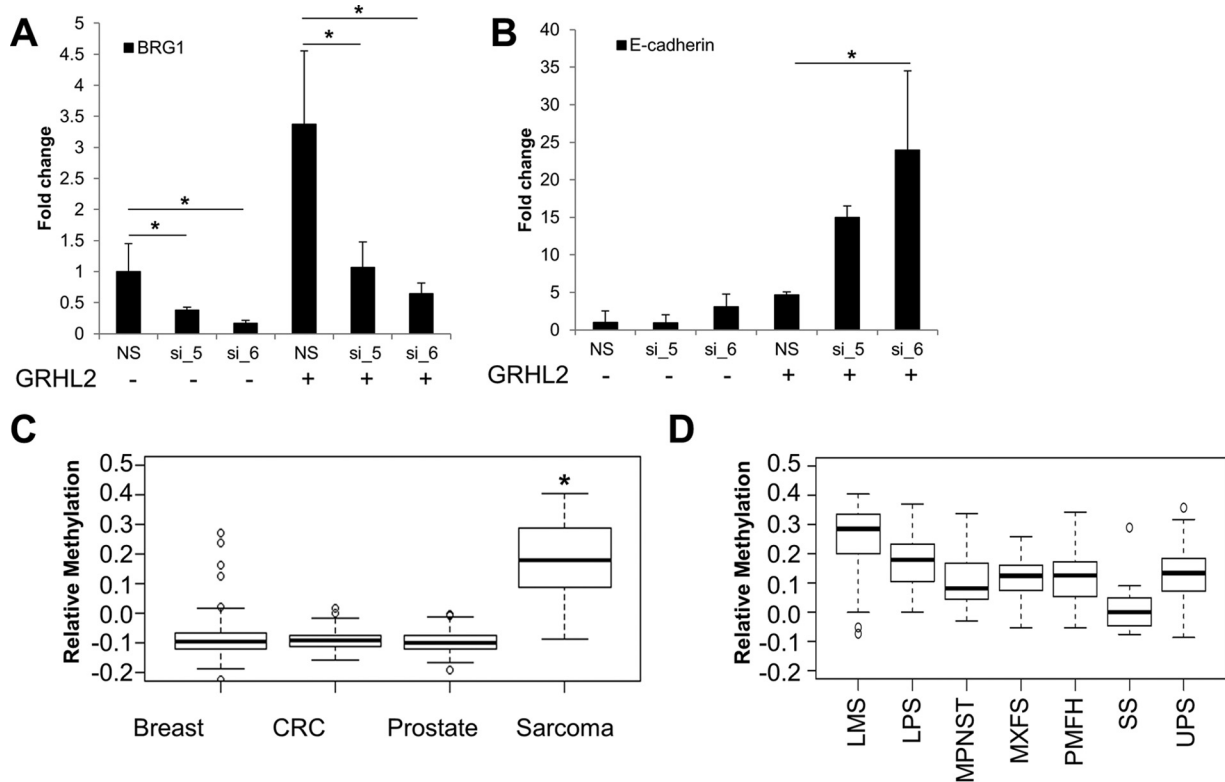 A
BRG1
Fold change
5
4.5
4
3.5
3
2.5
2
1.5
1
0.5
0
*
*
*
*
NS si_5 si_6 NS si_5 si_6
GRHL2 - - - + + +
B
E-cadherin
Fold change
40
35
30
25
20
15
10
5
0
*
NS si_5 si_6 NS si_5 si_6
GRHL2 - - - + + +
C
Relative Methylation
0.5
0.4
0.3
0.2
0.1
0.0
-0.1
-0.2
*
Breast CRC Prostate Sarcoma
D
Relative Methylation
0.5
0.4
0.3
0.2
0.1
0.0
-0.1
-0.2
LMS
LPS
MPNST
MXFS
PMFH
SS
UPS